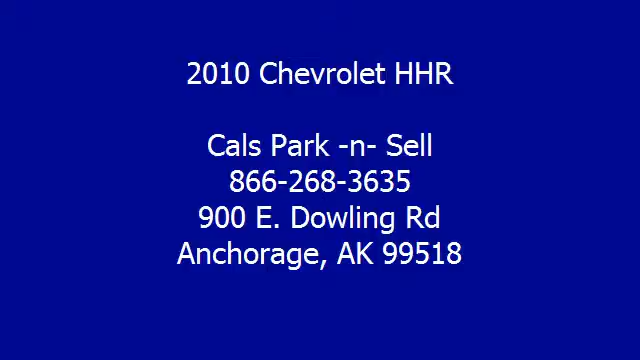 2010 Chevrolet HHR
Cals Park -n- Sell
866-268-3635
900 E. Dowling Rd
Anchorage, AK 99518